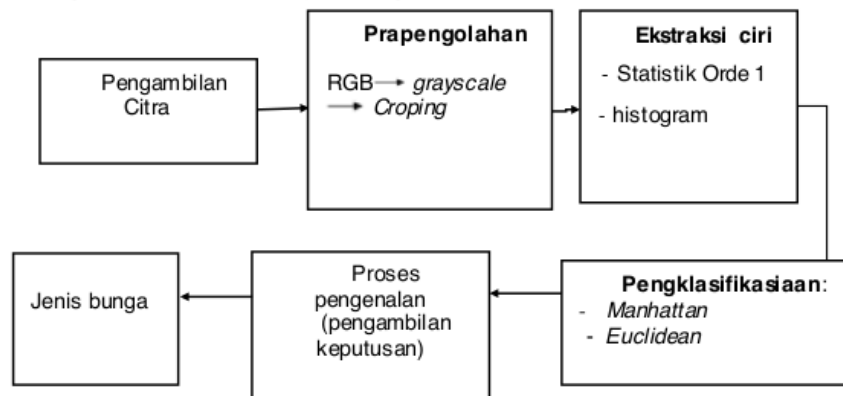 Pengambilan
Citra
Prapengolahan
RGB → grayscale
→ Croping
Ekstraksi ciri
- Statistik Orde 1
- histogram
Pengklasifikasiaan:
- Manhattan
- Euclidean
Proses
pengenalan
(pengambilan
keputusan)
Jenis bunga